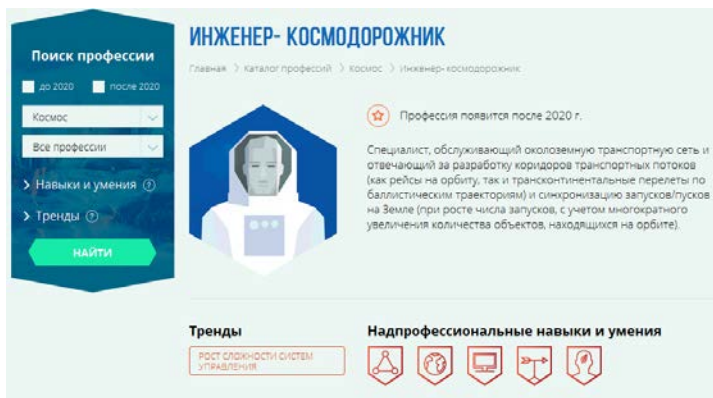 Поиск профессии
до 2020
после 2020
Космос
Все профессии
Навыки и умения
Тренды
НАЙТИ
ИНЖЕНЕР- КОСМОДОРОЖНИК
Главная > Каталог профессий > Космос > Инженер-космодорожник
Профессия появится после 2020 г.
Специалист, обслуживающий околоземную транспортную сеть и
отвечающий за разработку коридоров транспортных потоков
(как рейсы на орбиту, так и трансконтинентальные перелеты по
баллистическим траекториям) и синхронизацию запусков/пусков
на Земле (при росте числа запусков, с учетом многократного
увеличения количества объектов, находящихся на орбите).
Тренды
РОСТ СЛОЖНОСТИ СИСТЕМ
УПРАВЛЕНИЯ
Надпрофессиональные навыки и умения